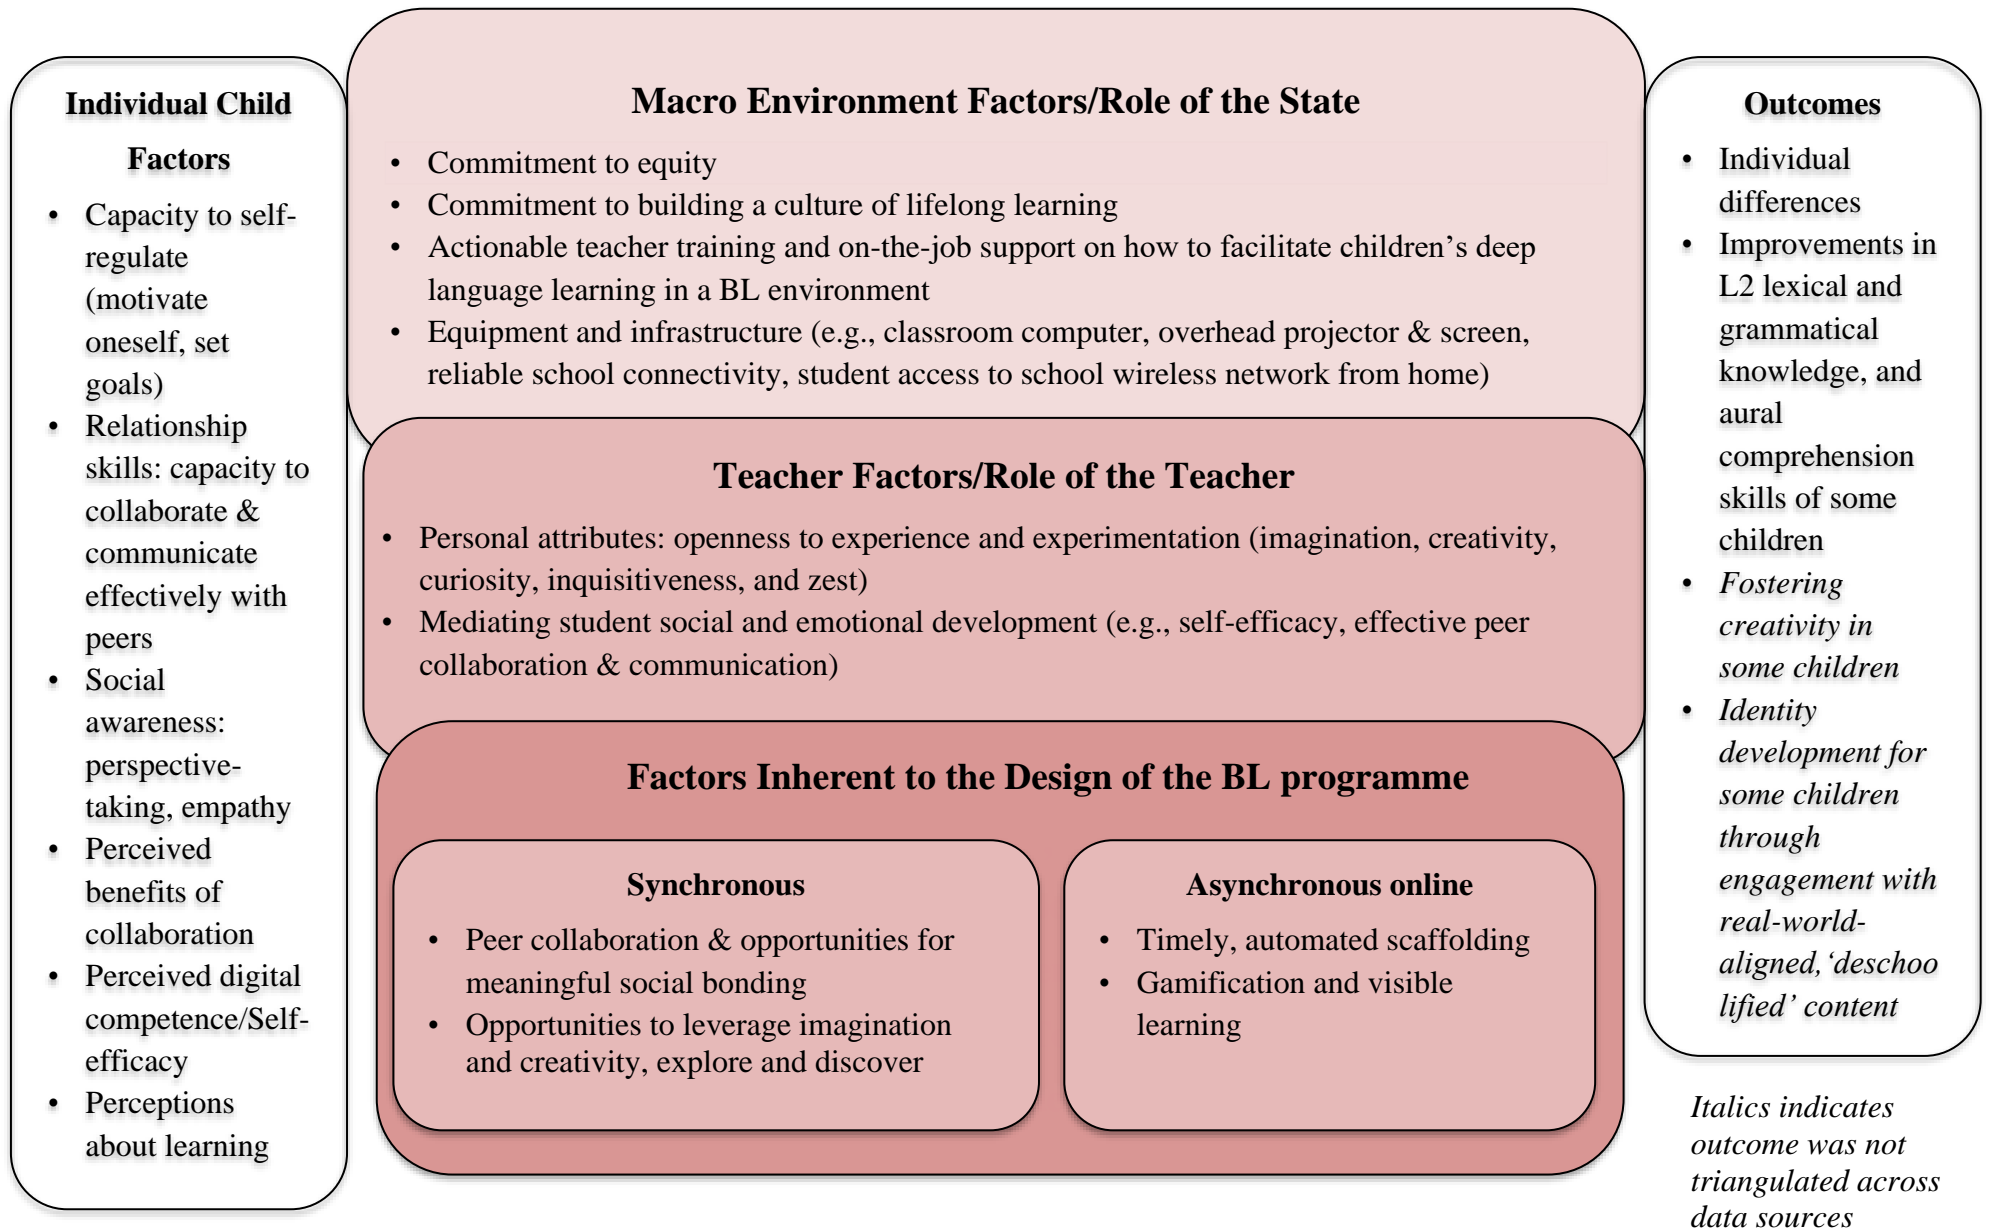 Individual Child
Factors
• Capacity to self-
regulate
(motivate
oneself, set
goals)
• Relationship
skills: capacity to
collaborate &
communicate
effectively with
peers
• Social
awareness:
perspective-
taking, empathy
• Perceived
benefits of
collaboration
• Perceived digital
competence/Self-
efficacy
• Perceptions
about learning
Macro Environment Factors/Role of the State
• Commitment to equity
• Commitment to building a culture of lifelong learning
• Actionable teacher training and on-the-job support on how to facilitate children’s deep
language learning in a BL environment
• Equipment and infrastructure (e.g., classroom computer, overhead projector & screen,
reliable school connectivity, student access to school wireless network from home)
Teacher Factors/Role of the Teacher
• Personal attributes: openness to experience and experimentation (imagination, creativity,
curiosity, inquisitiveness, and zest)
• Mediating student social and emotional development (e.g., self-efficacy, effective peer
collaboration & communication)
Factors Inherent to the Design of the BL programme
Synchronous
• Peer collaboration & opportunities for
meaningful social bonding
• Opportunities to leverage imagination
and creativity, explore and discover
Asynchronous online
• Timely, automated scaffolding
• Gamification and visible
learning
Outcomes
• Individual
differences
• Improvements in
L2 lexical and
grammatical
knowledge, and
aural
comprehension
skills of some
children
• Fostering
creativity in
some children
• Identity
development for
some children
through
engagement with
real-world-
aligned,‘deschoo
lified’ content
Italics indicates
outcome was not
triangulated across
data sources